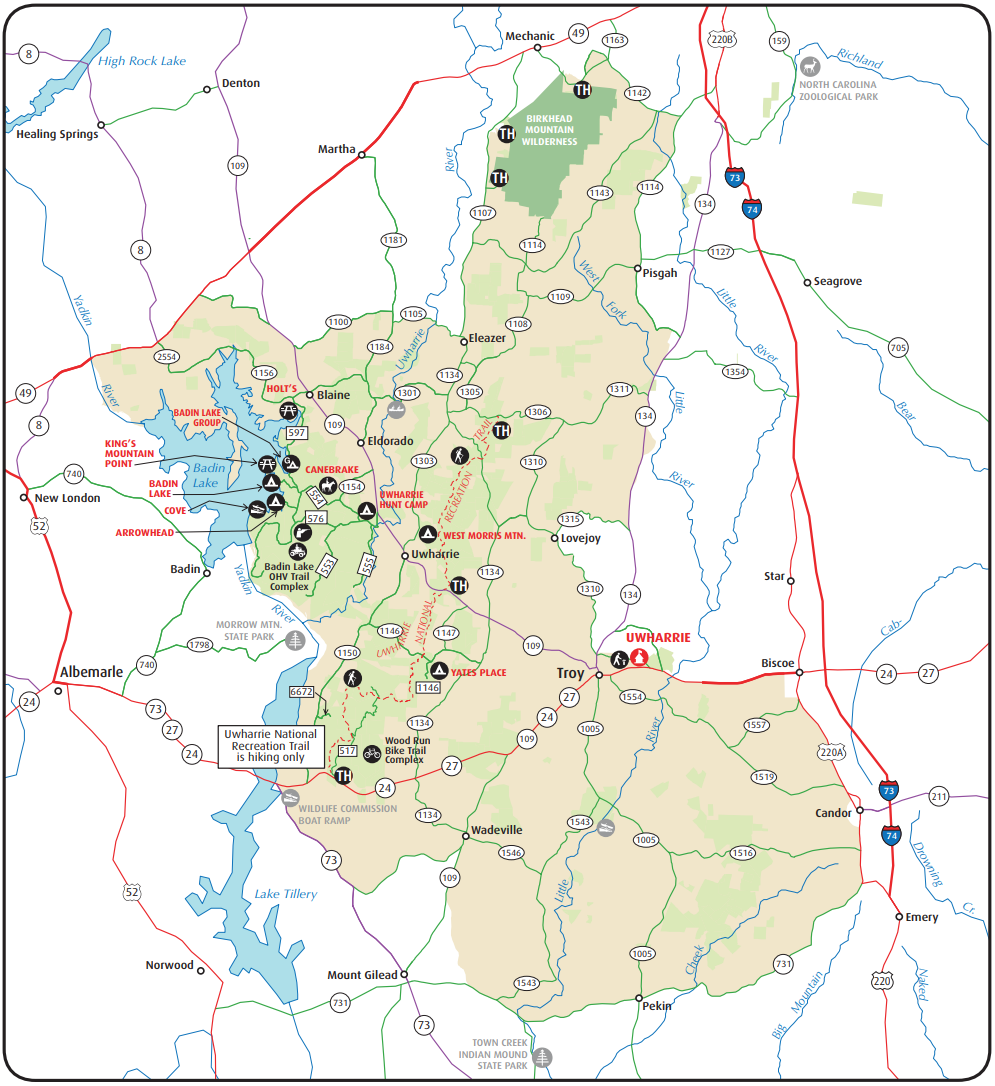 Mechanic
49
1163
220B
159
Richland
8
High Rock Lake
Denton
NORTH CAROLINA
ZOOLOGICAL PARK
TH
1142
BIRKHEAD
MOUNTAIN
WILDERNESS
Healing Springs
TH
Martha
River
109
TH
73
1143
1114
134
74
1107
8
1181
1114
1127
West
Fork
Pisgah
Seagrove
Yadkin
River
1109
Little
River
1105
1100
1108
Uwharrie
Eleazer
705
2554
1184
1156
1134
1354
49
HOLT'S
Blaine
1301
1305
1311
Little
River
Bear
8
BADIN LAKE
GROUP
597
109
1306
134
TRAIL
TH
Eldorado
KING'S
MOUNTAIN
POINT
Badin
Lake
CANEBRAKE
1303
1310
740
BADIN
LAKE
554
1154
RECREATION
New London
UWHARRIE
HUNT CAMP
COVE
576
1315
52
ARROWHEAD
WEST MORRIS MTN.
Lovejoy
Uwharrie
Badin Lake
OHV Trail
Complex
553
555
Badin
1134
Star
TH
1310
134
Yadkin
River
NATIONAL
MORROW MTN.
STATE PARK
1146
1147
UWHARRIE
UWHARRIE
Cab-
1798
109
1150
740
Albemarle
YATES PLACE
Troy
Biscoe
24
27
1146
24
6672
27
1554
73
27
24
Uwharrie National
Recreation Trail
is hiking only
1134
24
109
1005
River
1557
517
Wood Run
Bike Trail
Complex
220A
TH
27
24
1519
73
WILDLIFE COMMISSION
BOAT RAMP
211
1134
1543
Candor
74
Wadeville
1005
73
1546
1516
Drowning
Cr.
109
52
Lake Tillery
Little
Emery
Norwood
Mount Gilead
1005
Cheek
731
1543
220
Naked
731
Big
Mountain
Pekin
73
TOWN CREEK
INDIAN MOUND
STATE PARK